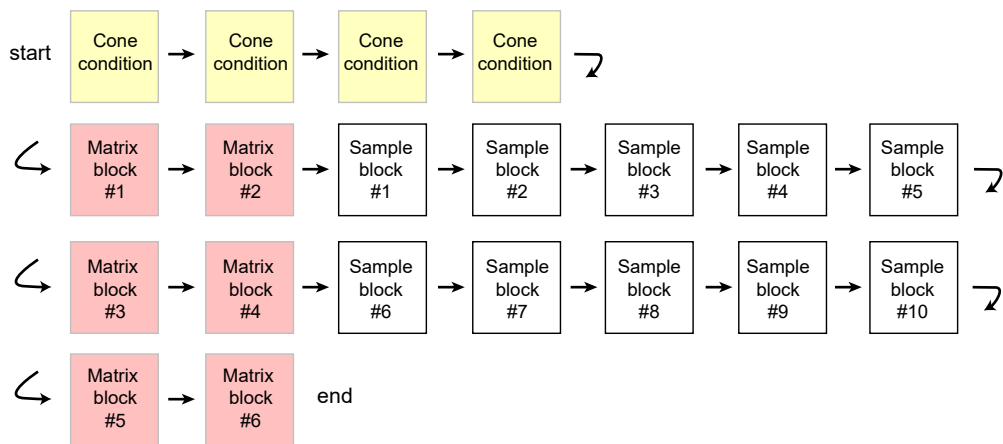 start
Cone
condition
Cone
condition
Cone
condition
Cone
condition
Matrix
block
#1
Matrix
block
#2
Sample
block
#1
Sample
block
#2
Sample
block
#3
Sample
block
#4
Sample
block
#5
Matrix
block
#3
Matrix
block
#4
Sample
block
#6
Sample
block
#7
Sample
block
#8
Sample
block
#9
Sample
block
#10
Matrix
block
#5
Matrix
block
#6
end